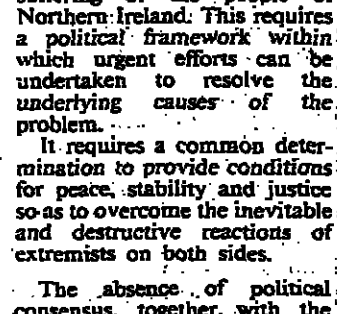 Northern Ireland. This requires
a political framework within
which urgent efforts can be
undertaken to resolve the
underlying causes of the
problem.
It requires a common deter-
mination to provide conditions
for peace, stability and justice
so as to overcome the inevitable
and destructive reactions of
extremists on both sides.
The absence of political
consensus, together with the